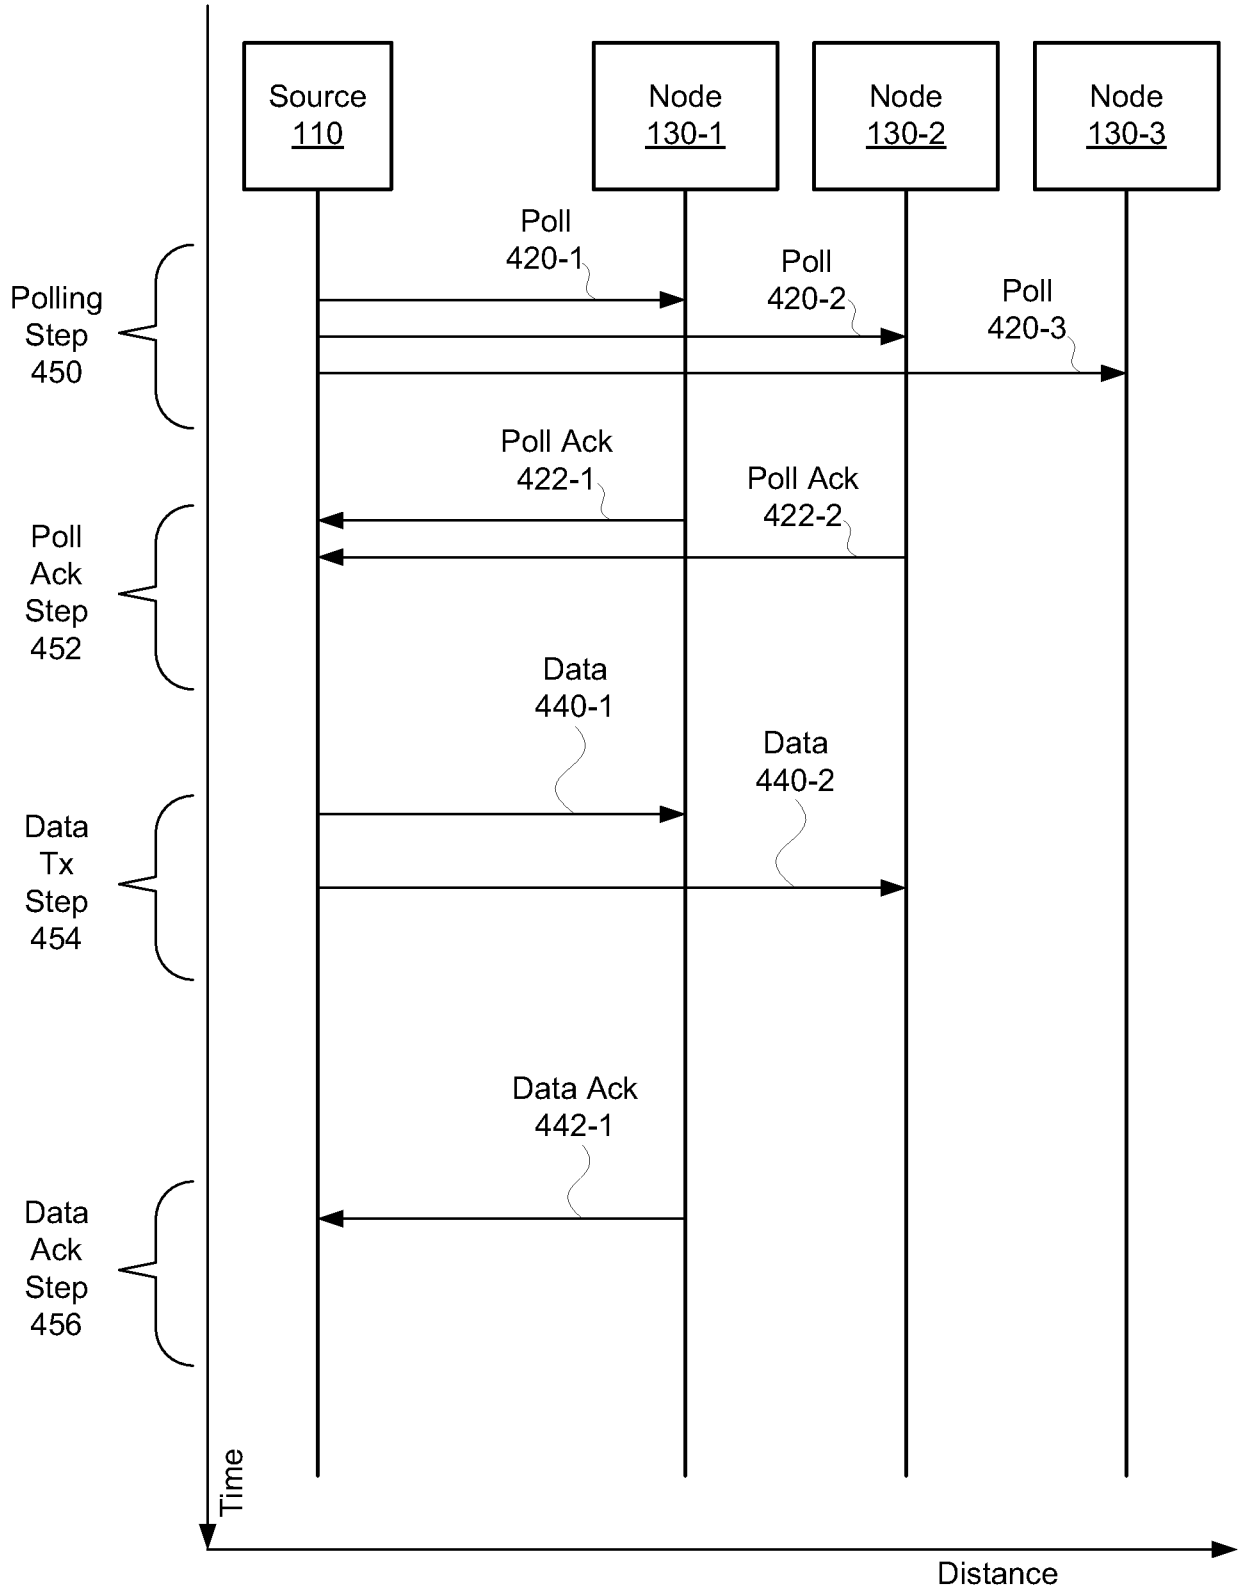 Source
110
Node
130-1
Node
130-2
Node
130-3
Poll
420-1
Poll
420-2
Poll
420-3
Polling
Step
450
Poll Ack
422-1
Poll Ack
422-2
Poll
Ack
Step
452
Data
440-1
Data
440-2
Data
Tx
Step
454
Data Ack
442-1
Data
Ack
Step
456
Time
Distance